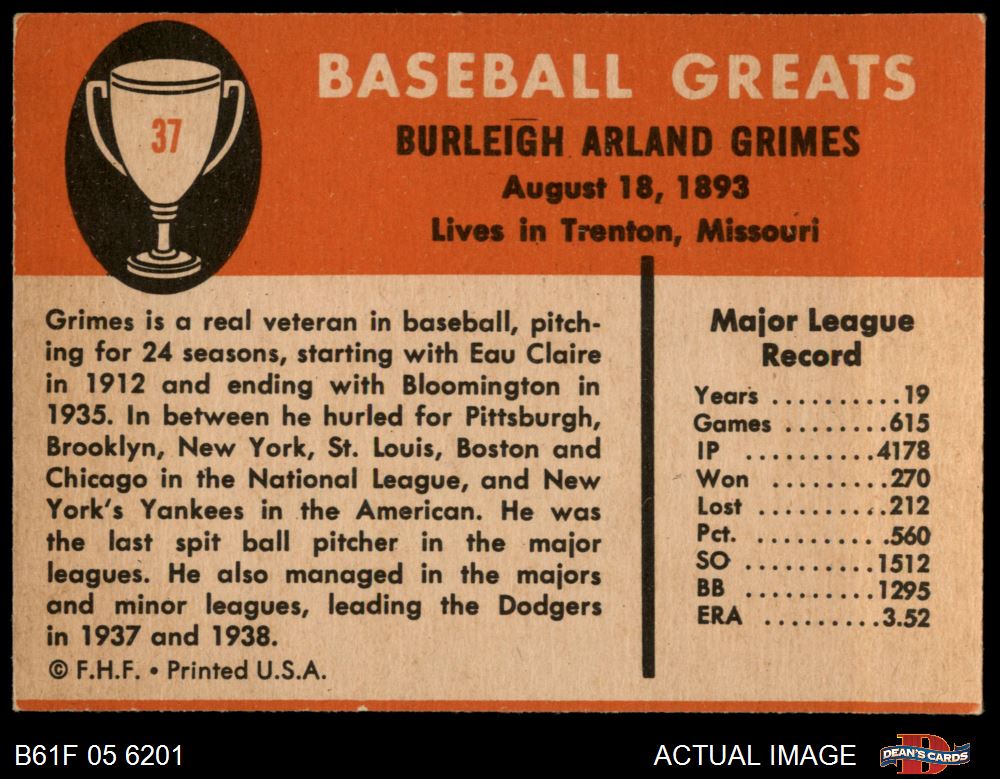 37
BASEBALL GREATS
BURLEIGH ARLAND GRIMES
August 18, 1893
Lives in Trenton, Missouri
Grimes is a real veteran in baseball, pitch-
ing for 24 seasons, starting with Eau Claire
in 1912 and ending with Bloomington in
1935. In between he hurled for Pittsburgh,
Brooklyn, New York, St. Louis, Boston and
Chicago in the National League, and New
York's Yankees in the American. He was
the last spit ball pitcher in the major
leagues. He also managed in the majors
and minor leagues, leading the Dodgers
in 1937 and 1938.
© F.H.F. • Printed U.S.A.
Major League
Record
Years ..........19
Games ........615
IP ..........4178
Won .........270
Lost .........212
Pct. ..........560
SO ..........1512
BB ..........1295
ERA .........3.52
B61F 05 6201
ACTUAL IMAGE
D
DEAN'S CARDS